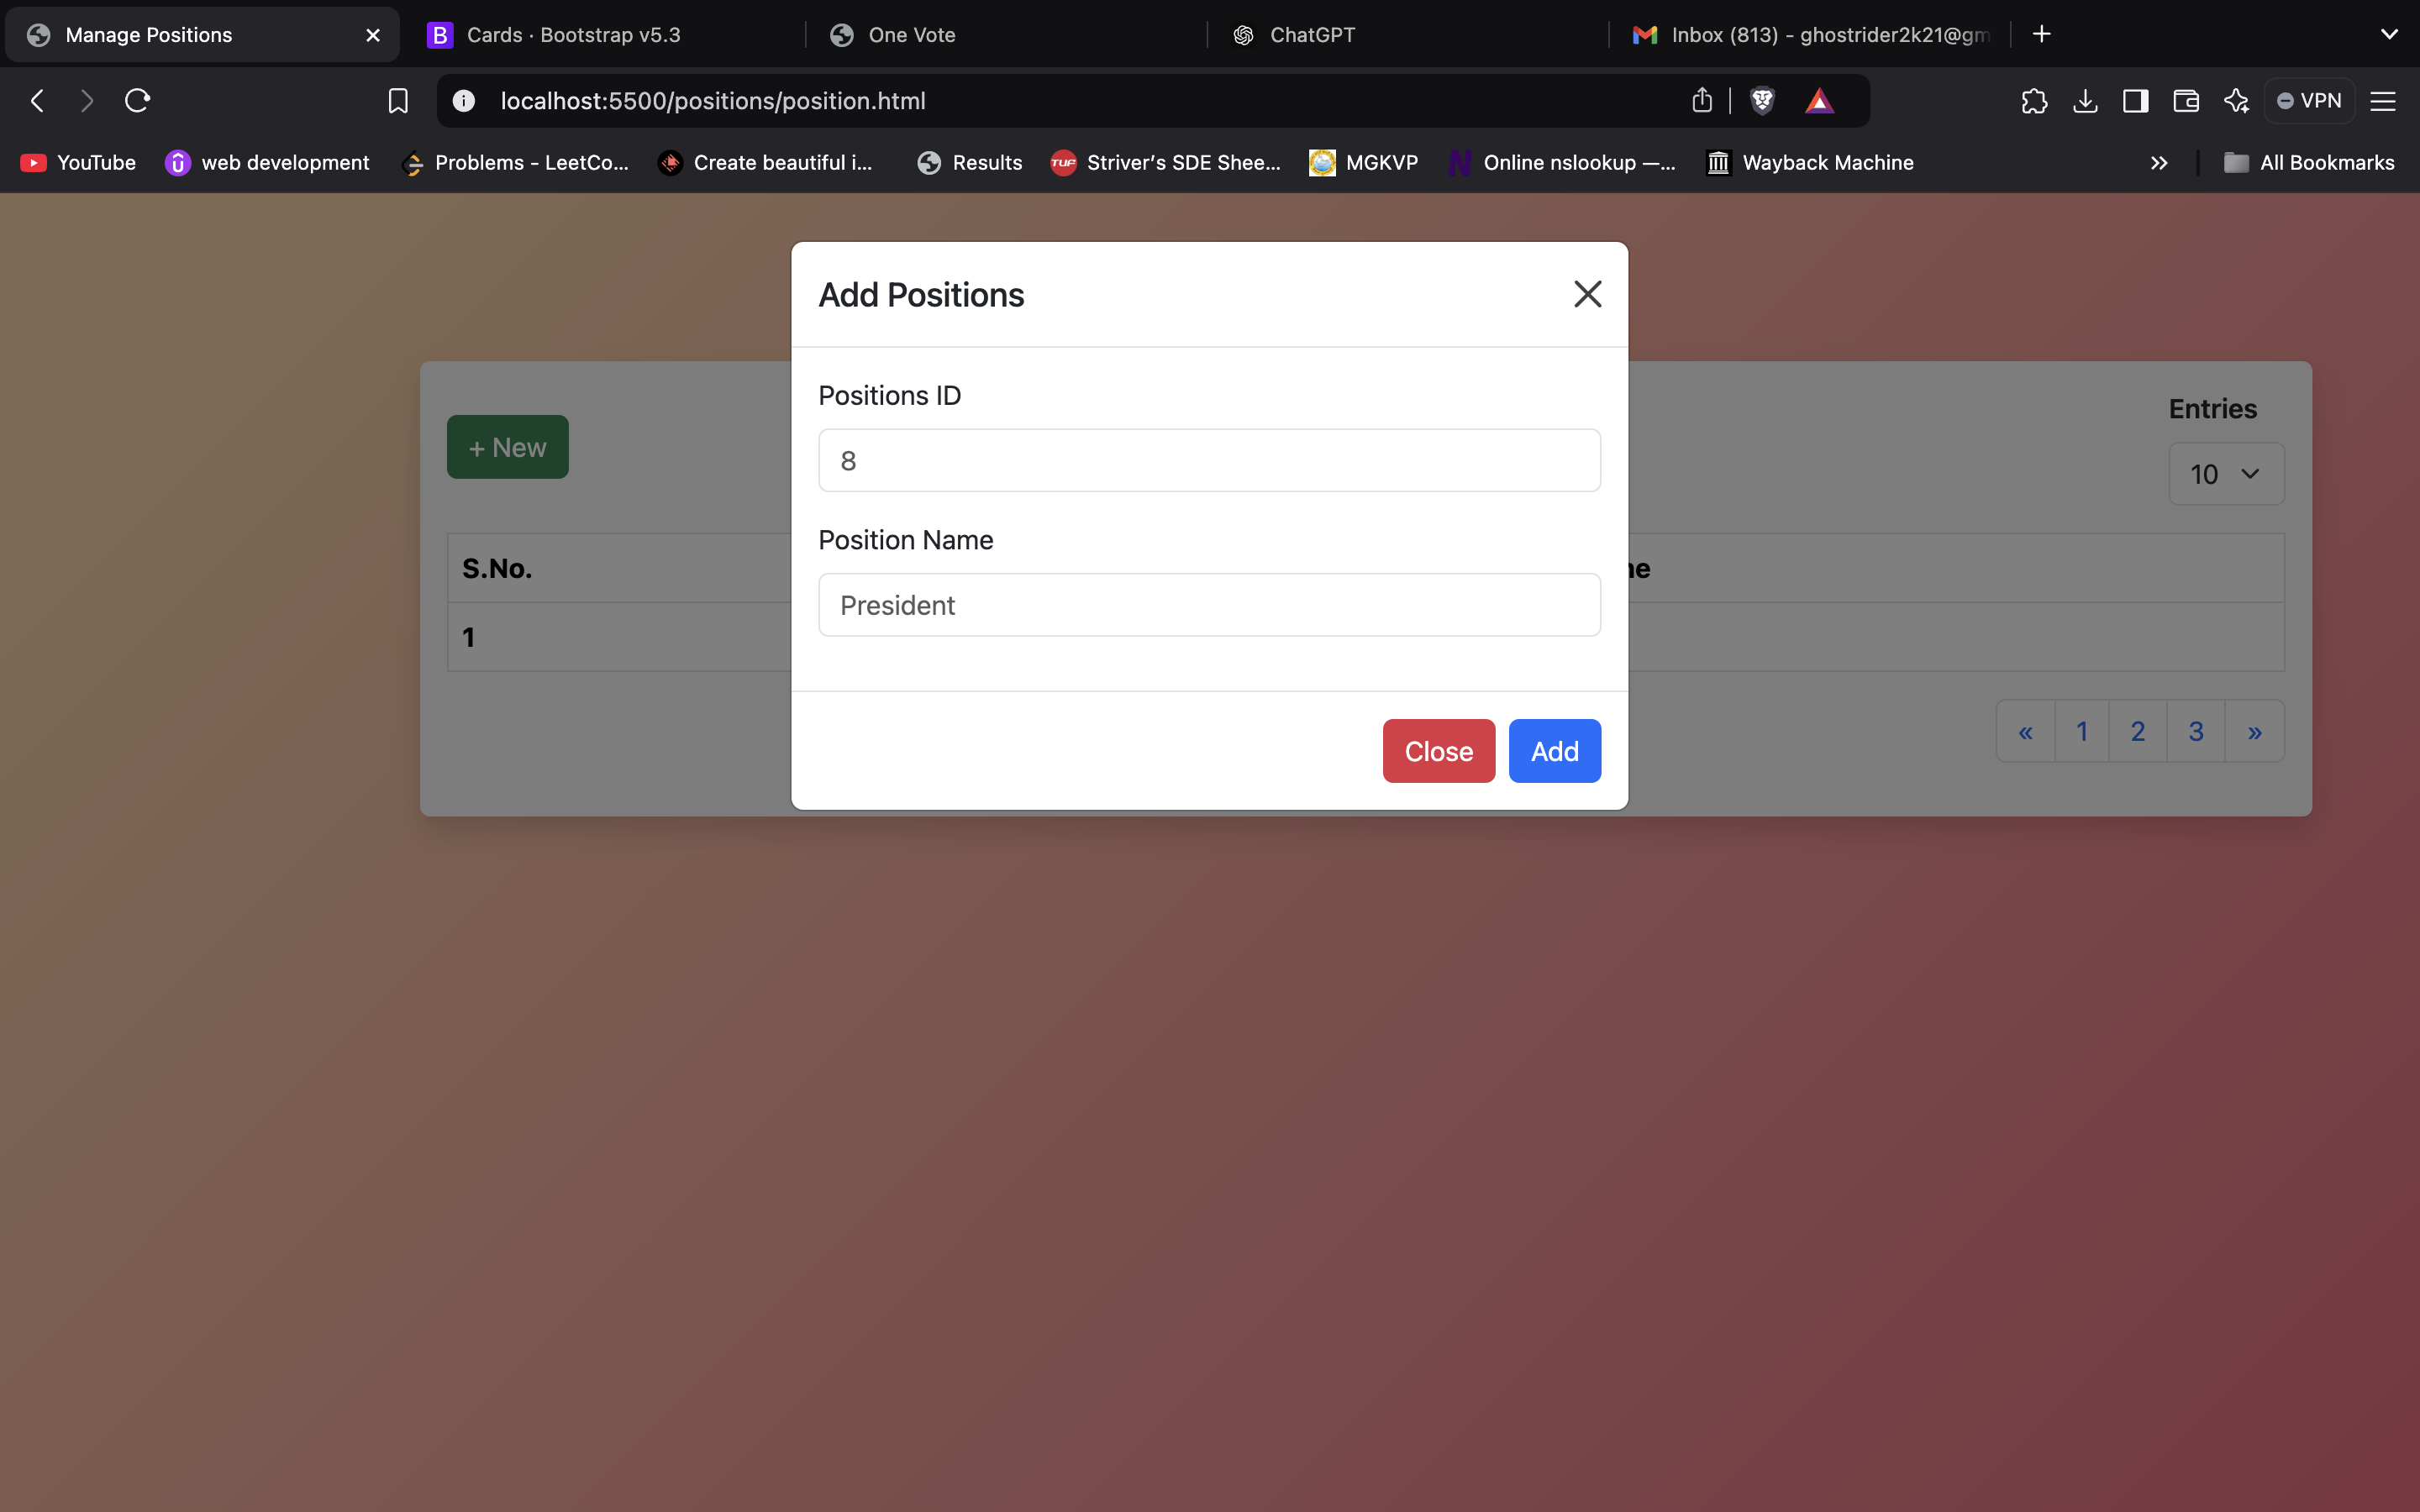 Manage Positions
Cards · Bootstrap v5.3
One Vote
ChatGPT
Inbox (813) - ghostrider2k21@gm
localhost:5500/positions/position.html
VPN
YouTube
web development
Problems - LeetCo...
Create beautiful i...
Results
TUF
Striver's SDE Shee...
MGKVP
Online nslookup —...
Wayback Machine
All Bookmarks
Add Positions
Positions ID
8
Position Name
President
Close
Add
+ New
Entries
10
S.No.
1
« 1 2 3 »